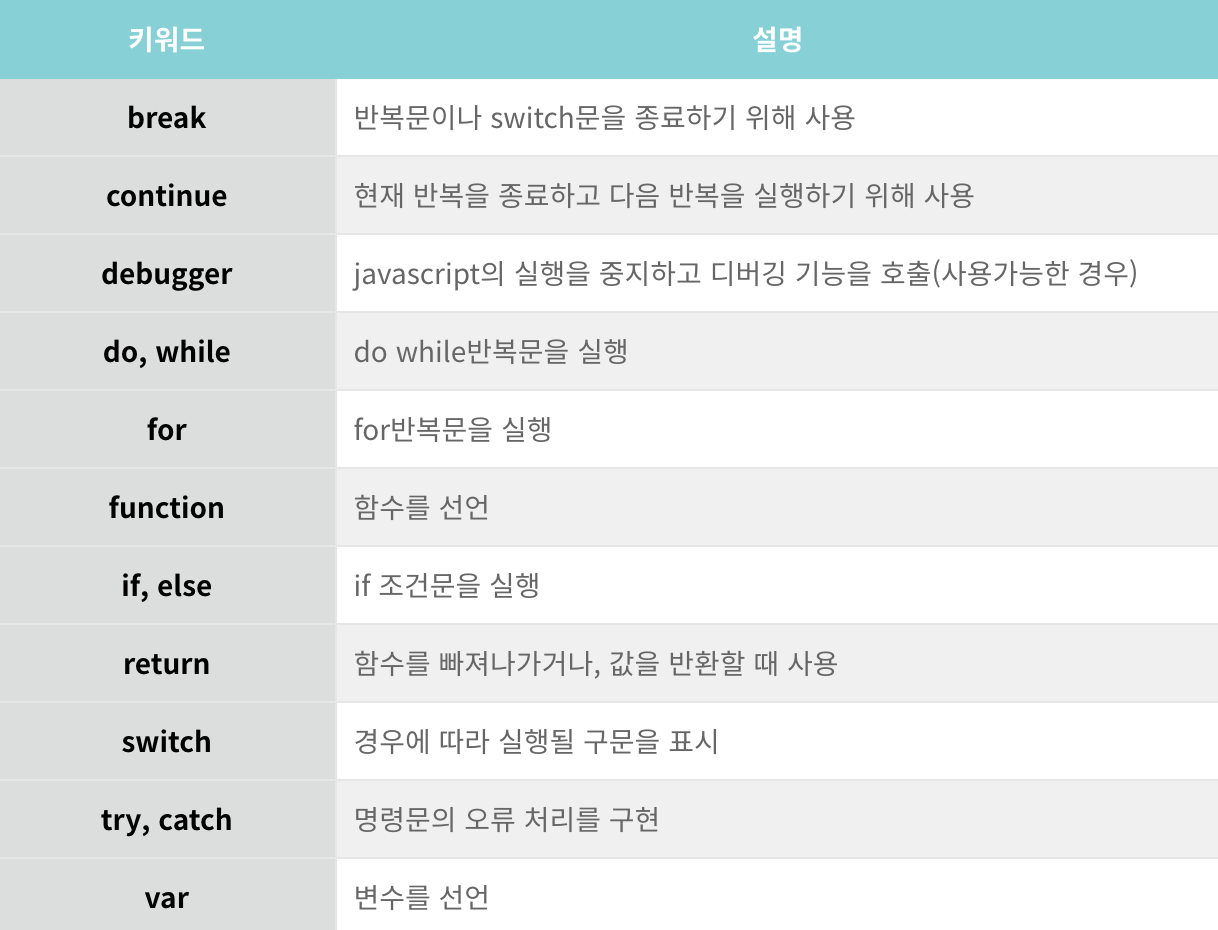 키워드 설명
break 반복문이나 switch문을 종료하기 위해 사용
continue 현재 반복을 종료하고 다음 반복을 실행하기 위해 사용
debugger javascript의 실행을 중지하고 디버깅 기능을 호출(사용가능한 경우)
do, while do while반복문을 실행
for for반복문을 실행
function 함수를 선언
if, else if 조건문을 실행
return 함수를 빠져나가거나, 값을 반환할 때 사용
switch 경우에 따라 실행될 구문을 표시
try, catch 명령문의 오류 처리를 구현
var 변수를 선언